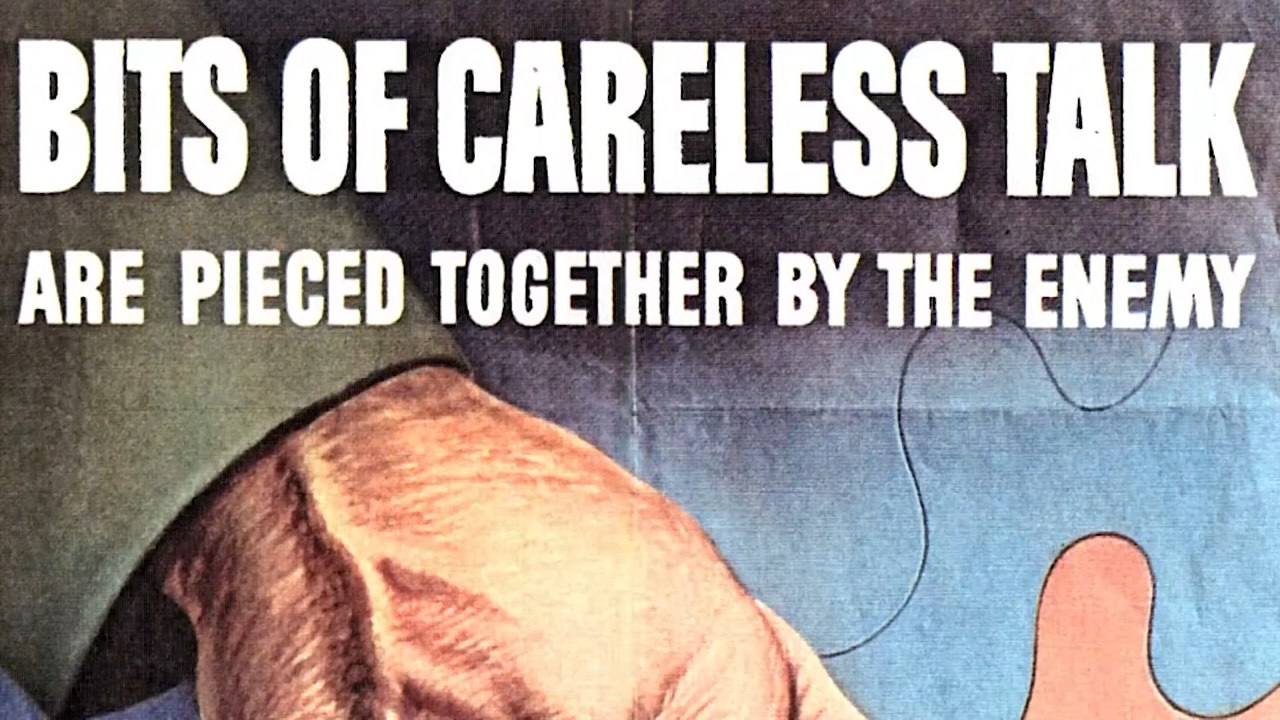 BITS OF CARELESS TALK
ARE PIECED TOGETHER BY THE ENEMY